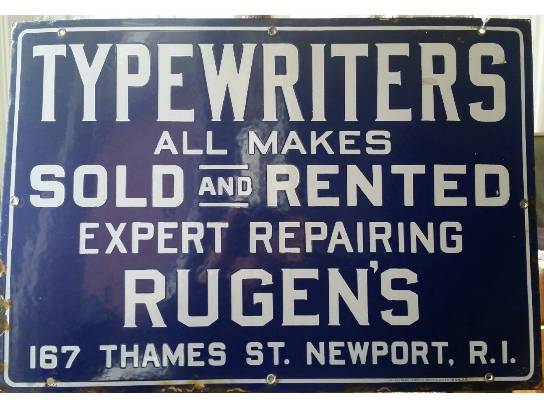 TYPEWRITERS
ALL MAKES
SOLD AND RENTED
EXPERT REPAIRING
RUGEN'S
167 THAMES ST. NEWPORT, R.I.